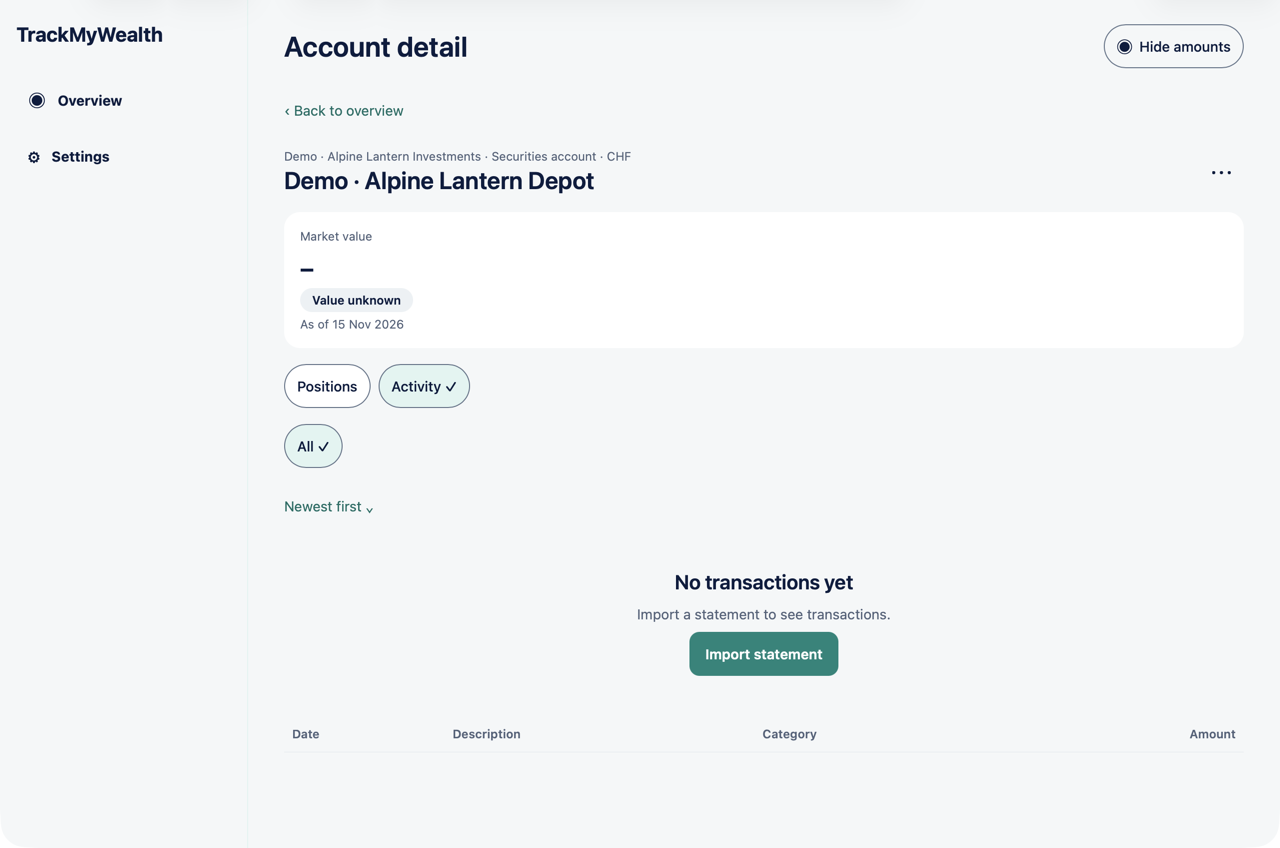 TrackMyWealth
Overview
Settings
Account detail
Hide amounts
‹ Back to overview
Demo · Alpine Lantern Investments · Securities account · CHF
Demo · Alpine Lantern Depot
Market value
–
Value unknown
As of 15 Nov 2026
Positions
Activity ✓
All ✓
Newest first
No transactions yet
Import a statement to see transactions.
Import statement
Date Description Category Amount